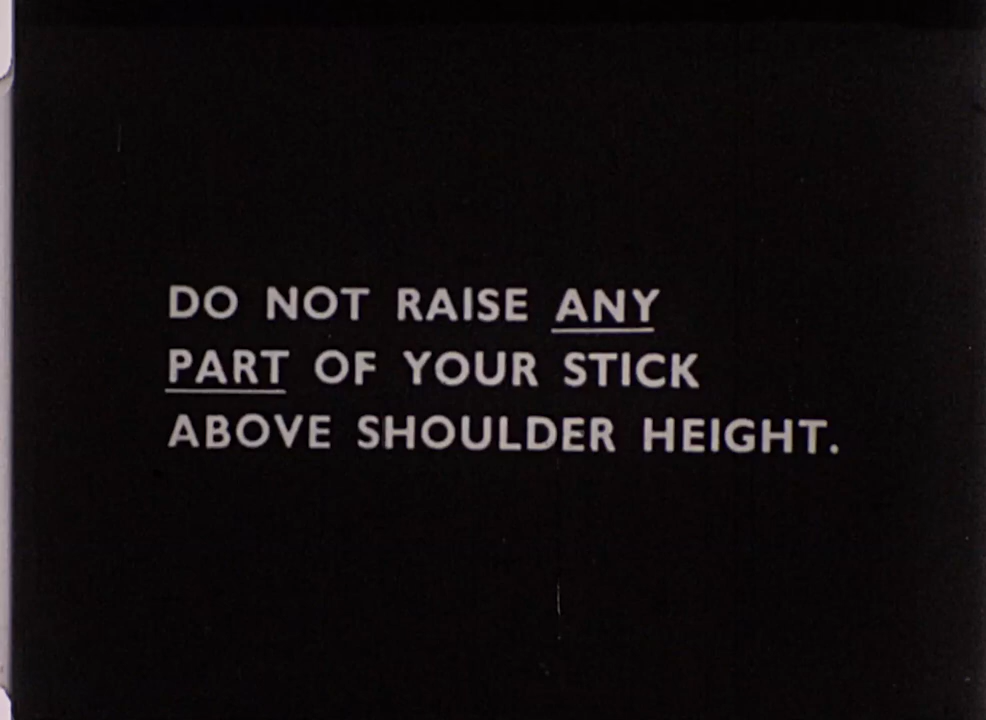 DO NOT RAISE ANY
PART OF YOUR STICK
ABOVE SHOULDER HEIGHT.